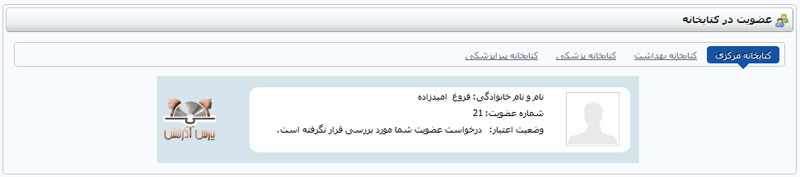 عضویت در کتابخانه
کتابخانه مرکزی کتابخانه بهداشت کتابخانه پزشکی کتابخانه پیراپزشکی
نام و نام خانوادگی: فروغ امیدزاده
شماره عضویت: 21
وضعیت اعتبار: درخواست عضویت شما مورد بررسی قرار نگرفته است.
پارس آذرخش